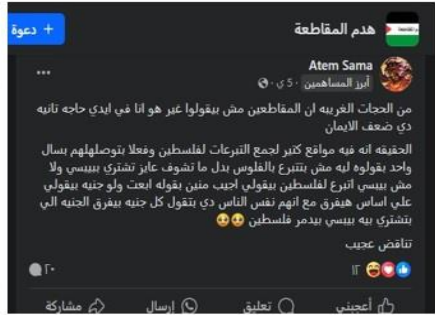 هدم المقاطعة
+ دعوة
Atem Sama
أبرز المساهمين · 5 ي ·
من الحجات الغريبه ان المقاطعين مش بيقولوا غير هو انا في ايدي حاجه تانيه
دي ضعف الايمان
الحقيقه انه فيه مواقع كتير لجمع التبرعات لفلسطين وفعلا بتوصلهلهم بسال
واحد بقولوه ليه مش بتتبرع بالفلوس بدل ما تشوف عايز تشتري بيبسي ولا
مش بيبسي اتبرع لفلسطين بيقولي اجيب منين بقوله ابعت ولو جنيه بيقولي
علي اساس هيفرق مع انهم نفس الناس دي بتقول كل جنيه بيفرق الجنيه الي
بتشتري بيه بيبسي بيدمر فلسطين 🥹🥹
تناقض عجيب
١٢
٢٠
أعجبني
تعليق
إرسال
مشاركة